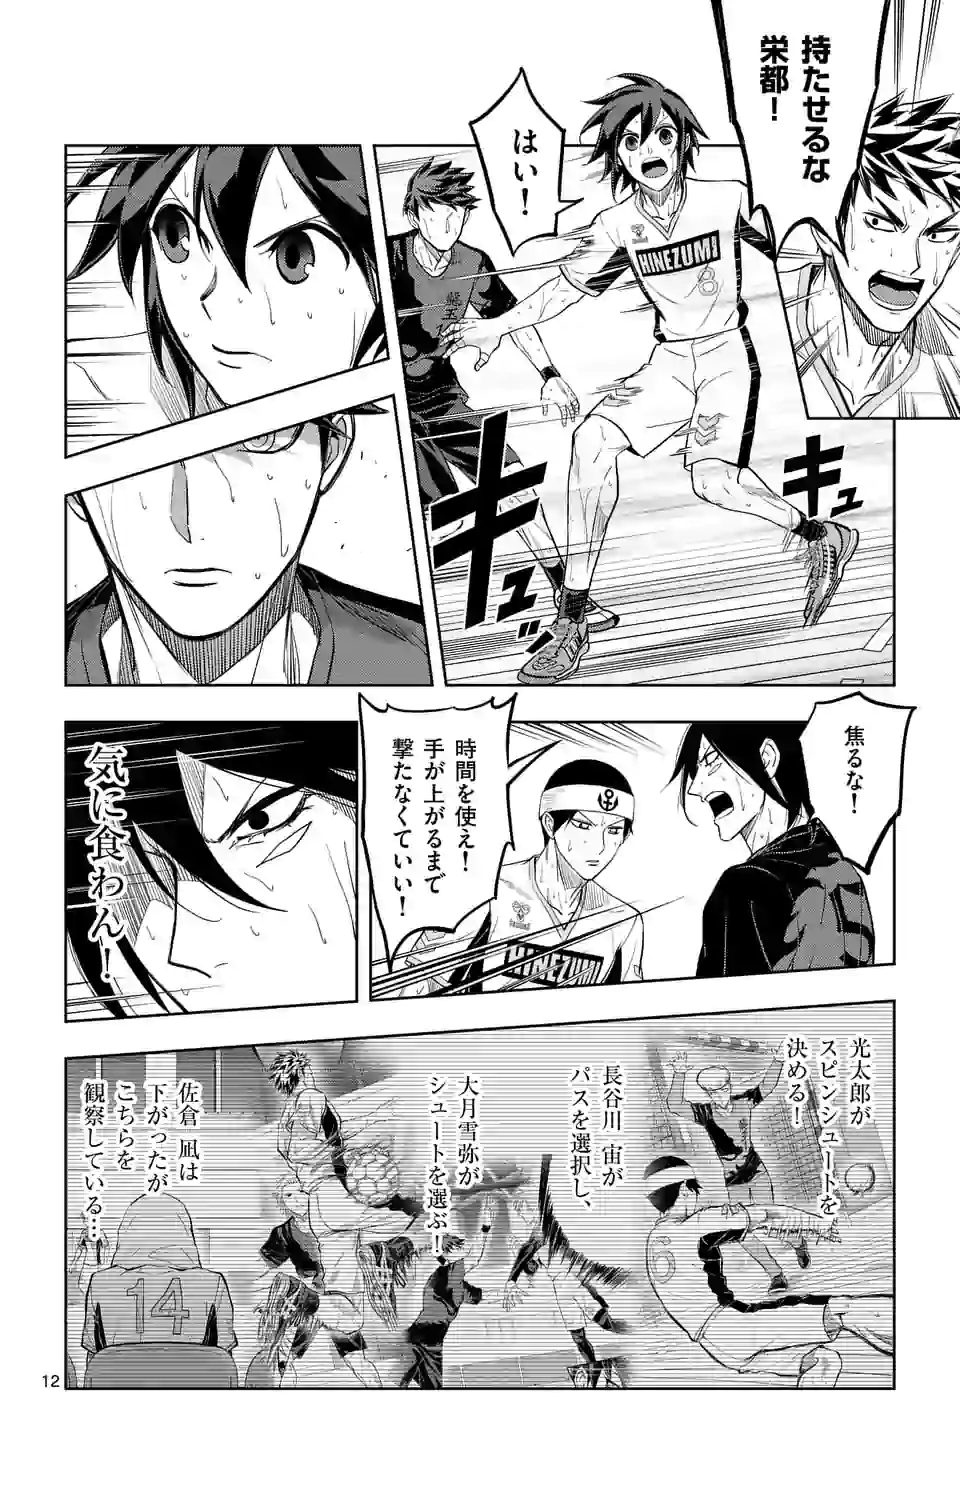 持たせるな
栄都！
はい！
HINEZUMI
8
龍玉
キュ
キュッ
焦るな！
時間を使え！
手が上がるまで
撃たなくていい！
HINEZUMI
気に食わん！
光太郎が
スピンシュートを
決める！
長谷川 宙が
パスを選択し、
大月雪弥が
シュートを選ぶ！
佐倉 凪は
下がったが
こちらを
観察している…
6
14
12